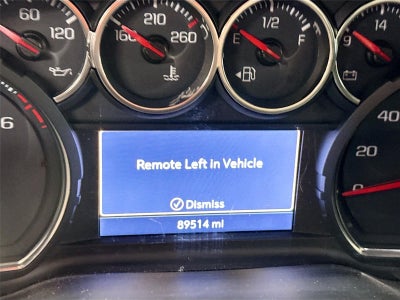 60 120
160 210 260
E 1/2 F
9 14
6
40
20
0
Remote Left in Vehicle
Dismiss
89514 mi